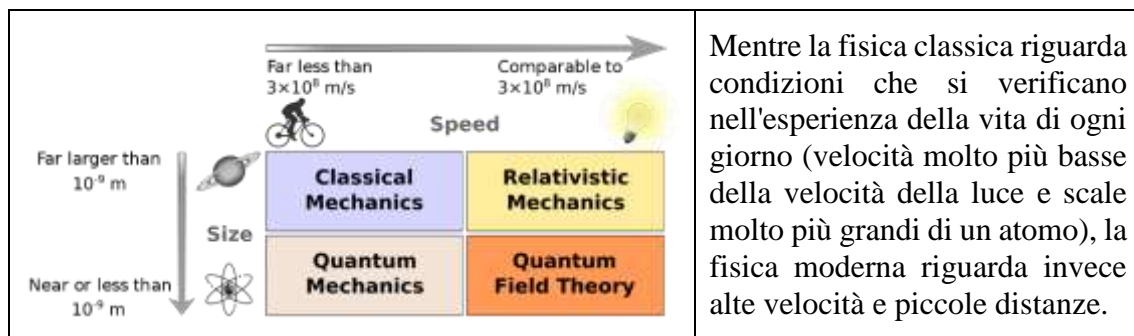 Far less than
3×10⁸ m/s
Comparable to
3×10⁸ m/s
Speed
Far larger than
10⁻⁹ m
Size
Near or less than
10⁻⁹ m
Classical
Mechanics
Relativistic
Mechanics
Quantum
Mechanics
Quantum
Field Theory
Mentre la fisica classica riguarda
condizioni che si verificano
nell'esperienza della vita di ogni
giorno (velocità molto più basse
della velocità della luce e scale
molto più grandi di un atomo), la
fisica moderna riguarda invece
alte velocità e piccole distanze.